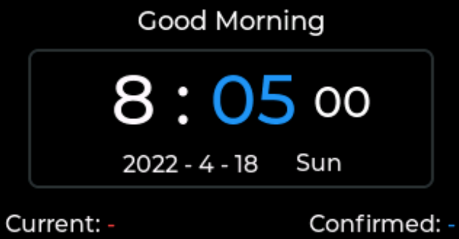 Good Morning
8 : 05 00
2022 - 4 - 18 Sun
Current: - Confirmed: -